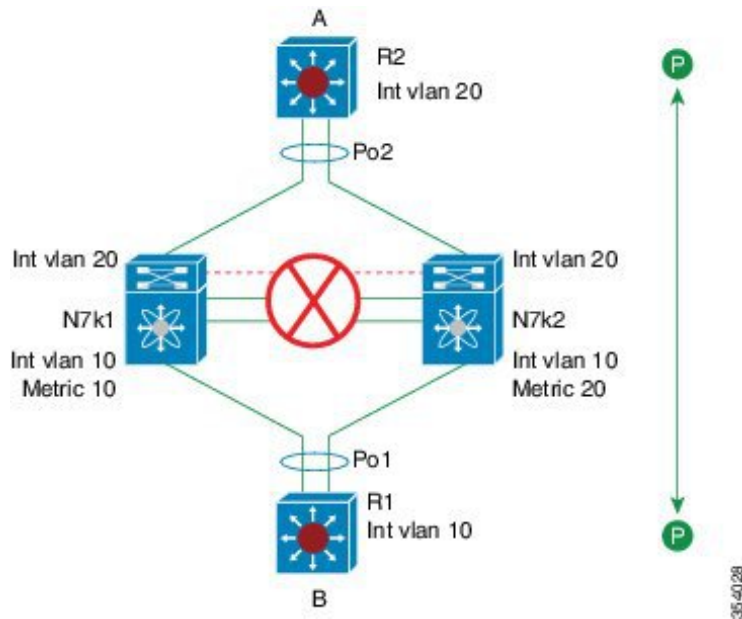 A
R2
Int vlan 20
P
Po2
Int vlan 20
Int vlan 20
N7k1
N7k2
Int vlan 10
Metric 10
Int vlan 10
Metric 20
Po1
R1
Int vlan 10
P
B
354028